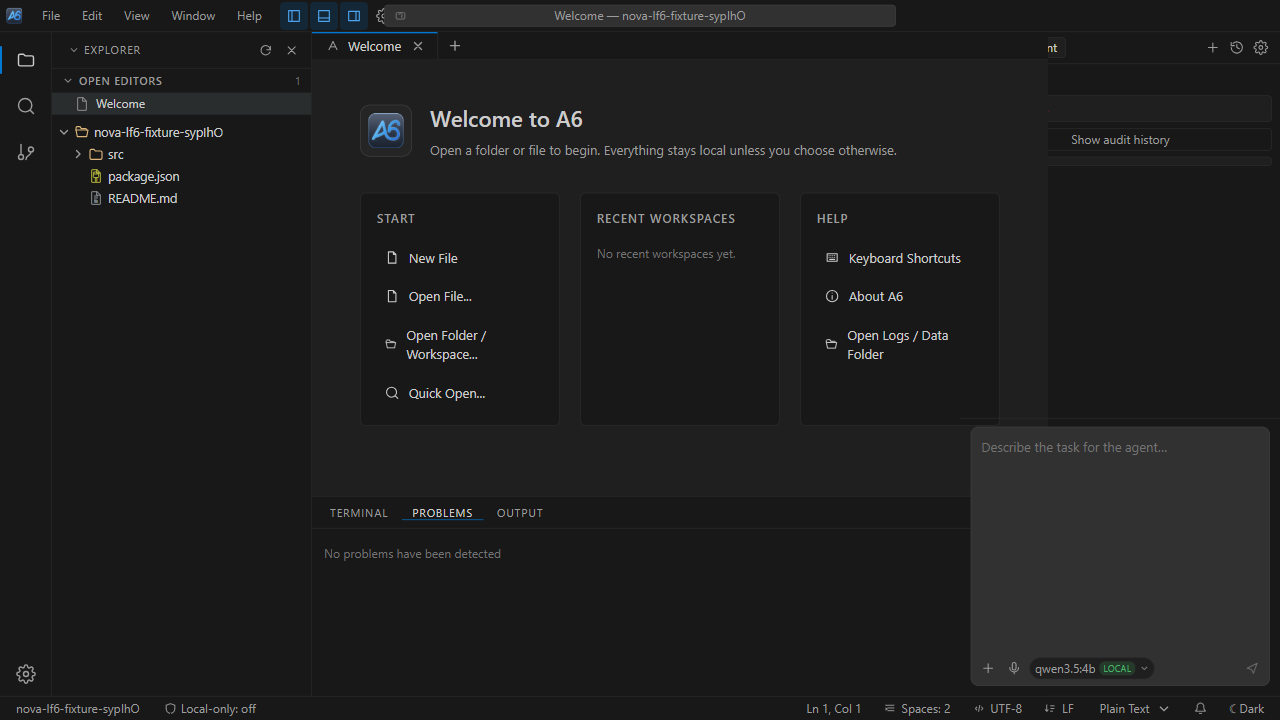 File Edit View Window Help
Welcome — nova-lf6-fixture-sypIhO
EXPLORER
OPEN EDITORS 1
Welcome
nova-lf6-fixture-sypIhO
src
package.json
README.md
Welcome
Welcome to A6
Open a folder or file to begin. Everything stays local unless you choose otherwise.
START
New File
Open File...
Open Folder /
Workspace...
Quick Open...
RECENT WORKSPACES
No recent workspaces yet.
HELP
Keyboard Shortcuts
About A6
Open Logs / Data
Folder
nt
Show audit history
TERMINAL PROBLEMS OUTPUT
No problems have been detected
Describe the task for the agent...
qwen3.5:4b LOCAL
nova-lf6-fixture-sypIhO Local-only: off
Ln 1, Col 1 Spaces: 2 UTF-8 LF Plain Text Dark